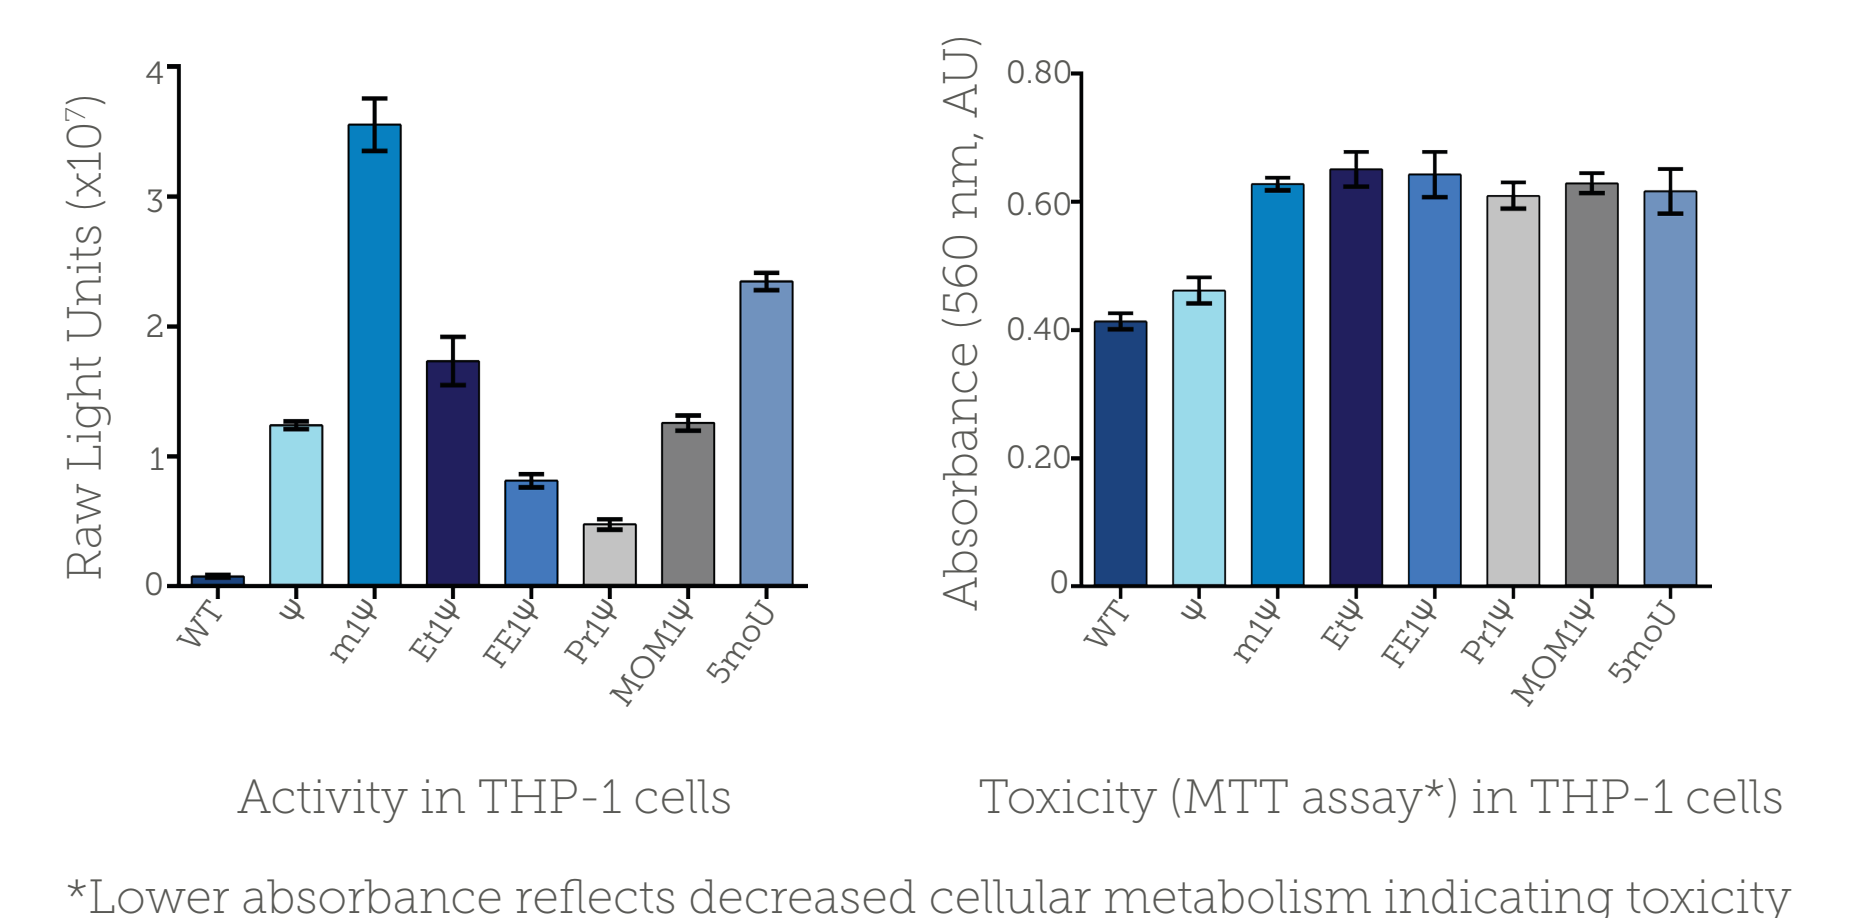 Raw Light Units (x10⁷)
4
3
2
1
0
WT
Ψ
m1Ψ
Et1Ψ
FE1Ψ
Pr1Ψ
MOM1Ψ
5moU
Activity in THP-1 cells
Absorbance (560 nm, AU)
0.80
0.60
0.40
0.20
0
WT
Ψ
m1Ψ
EtΨ
FE1Ψ
Pr1Ψ
MOM1Ψ
5moU
Toxicity (MTT assay*) in THP-1 cells
*Lower absorbance reflects decreased cellular metabolism indicating toxicity